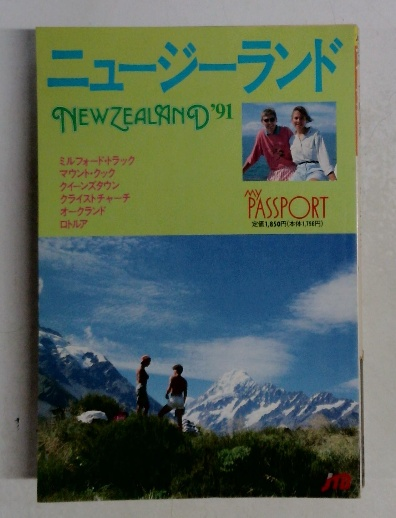 ニュージーランド
NEWZEALAND'91
ミルフォード・トラック
マウント・クック
クイーンズタウン
クライストチャーチ
オークランド
ロトルア
MY
PASSPORT
定価1,850円(本体1,796円)
JTB